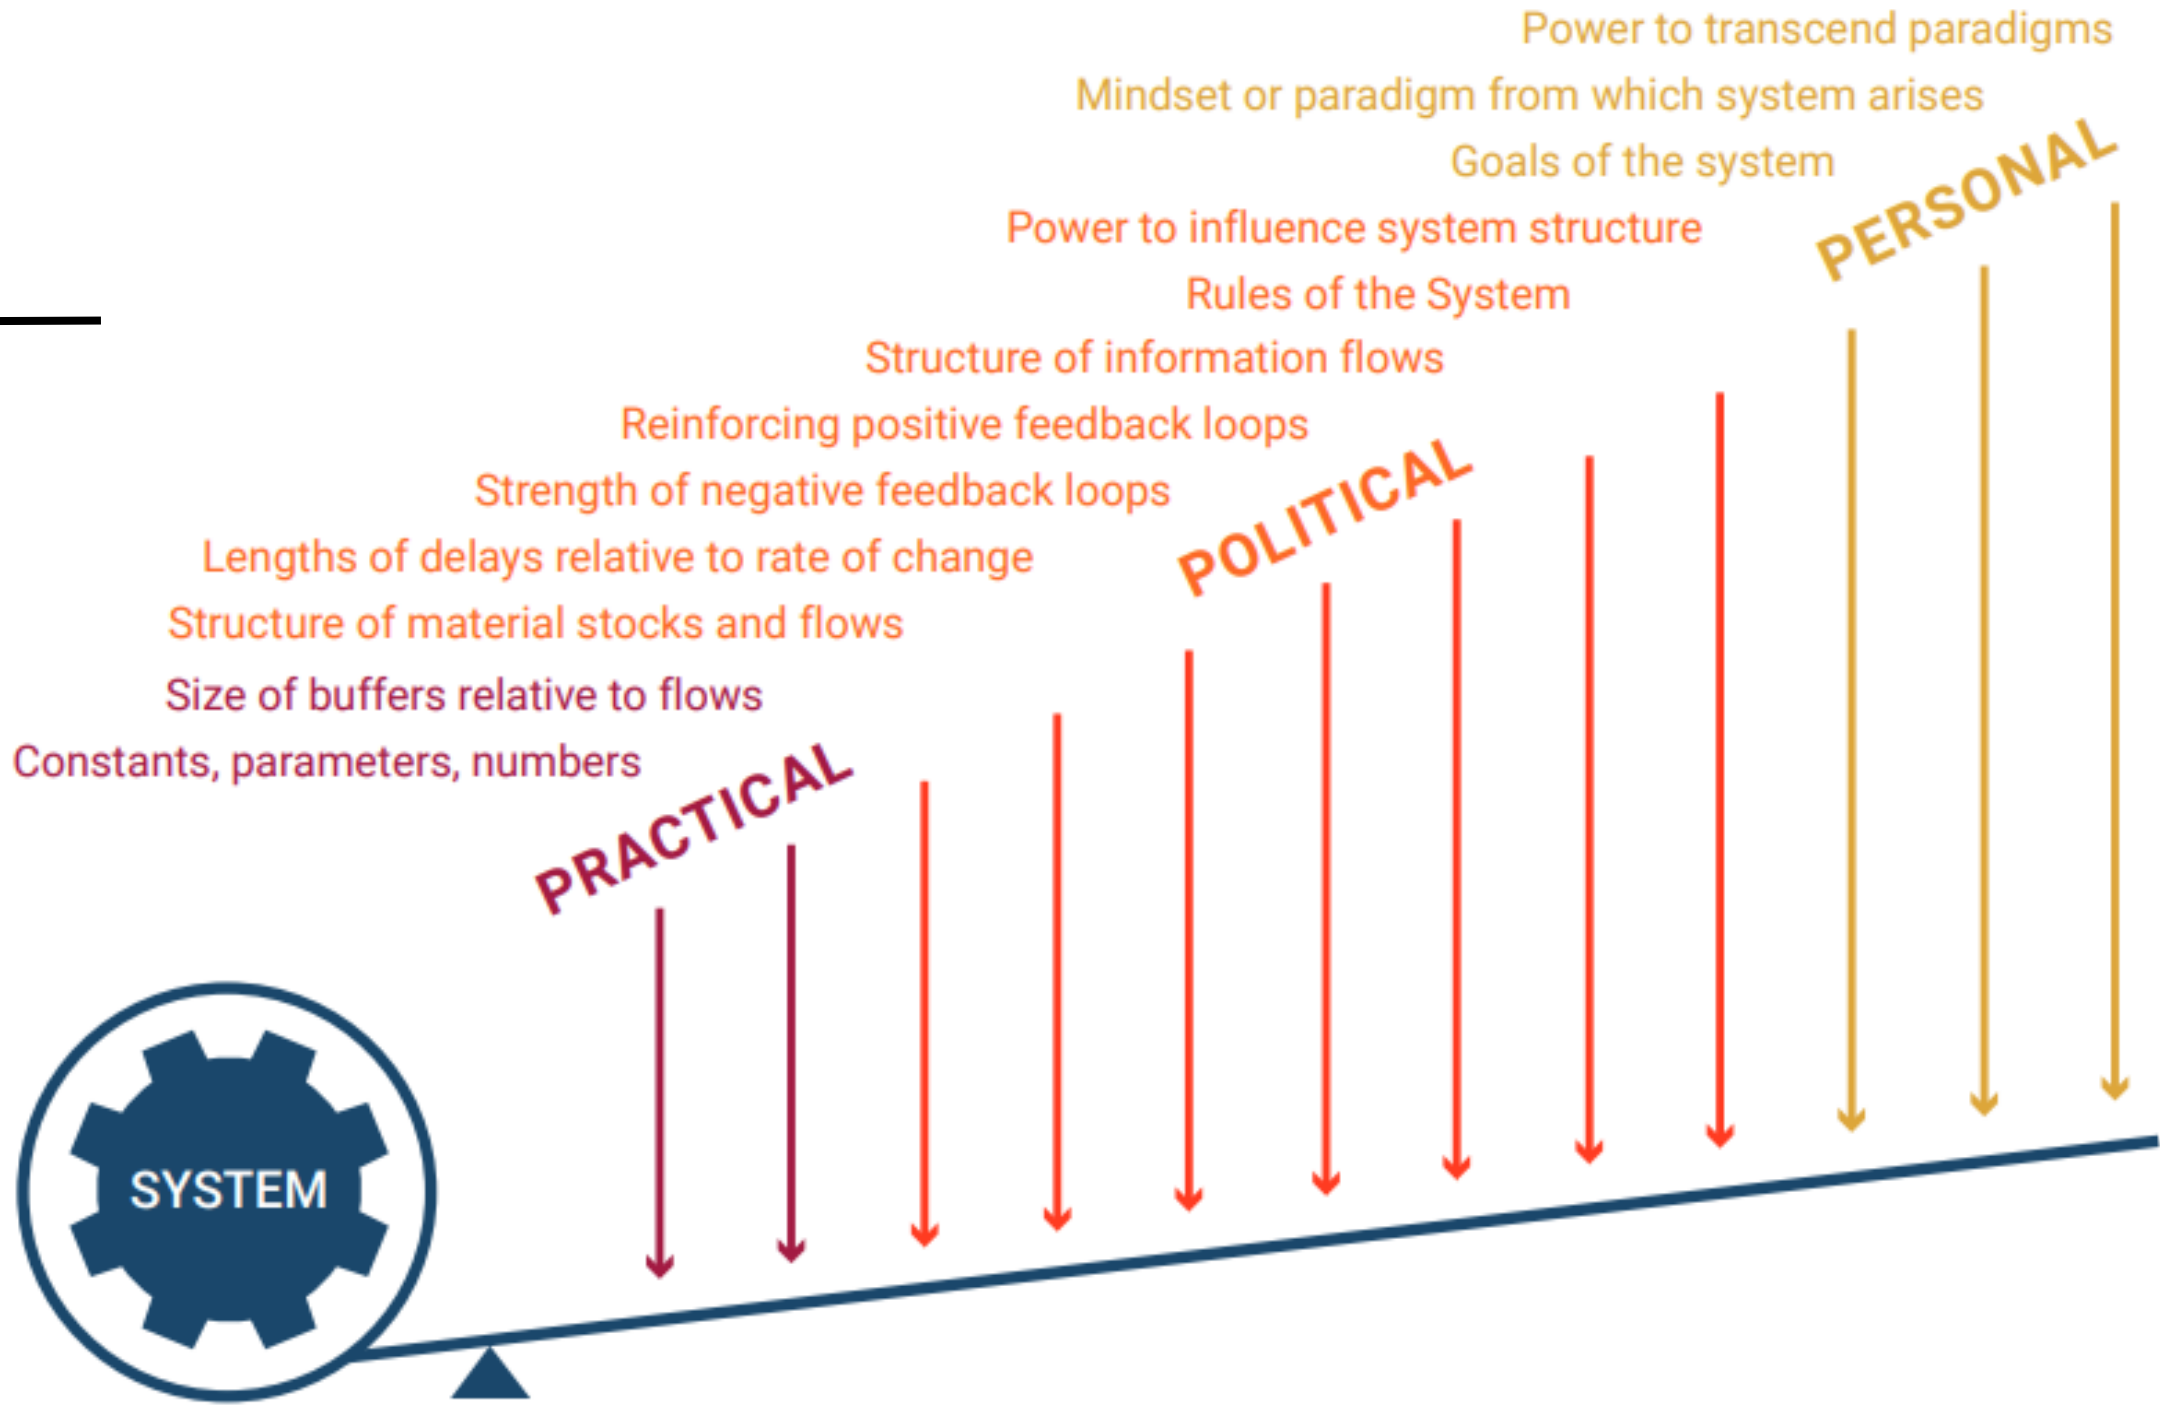 Power to transcend paradigms
Mindset or paradigm from which system arises
Goals of the system
PERSONAL
Power to influence system structure
Rules of the System
Structure of information flows
Reinforcing positive feedback loops
Strength of negative feedback loops
POLITICAL
Lengths of delays relative to rate of change
Structure of material stocks and flows
Size of buffers relative to flows
Constants, parameters, numbers
PRACTICAL
SYSTEM